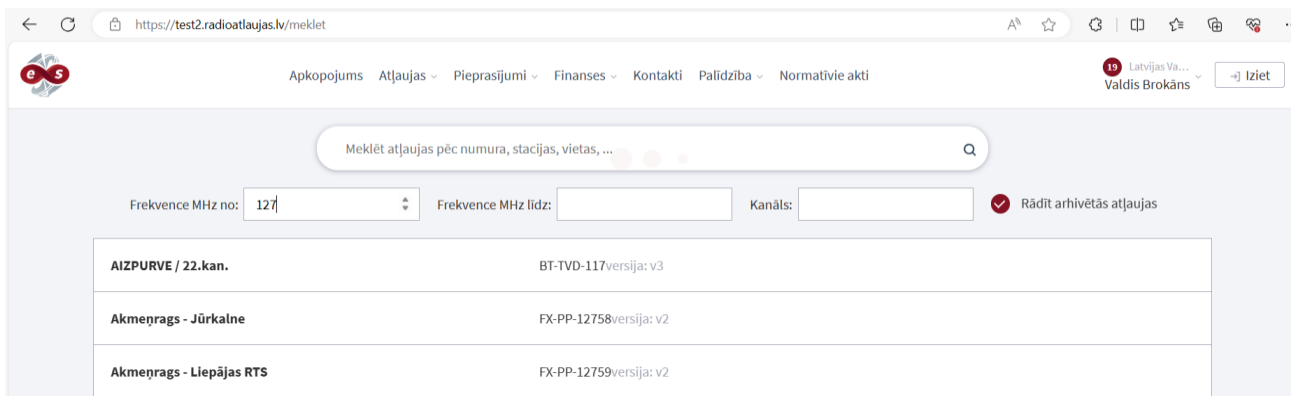 https://test2.radioatlaujas.lv/meklet
es
Apkopojums Atļaujas Pieprasījumi Finanses Kontakti Palīdzība Normatīvie akti
19 Latvijas Va...
Valdis Brokāns
Iziet
Meklēt atļaujas pēc numura, stacijas, vietas, ...
Frekvence MHz no: 127 Frekvence MHz līdz: Kanāls: Rādīt arhivētās atļaujas
AIZPURVE / 22.kan. BT-TVD-117versija: v3
Akmeņrags - Jūrkalne FX-PP-12758versija: v2
Akmeņrags - Liepājas RTS FX-PP-12759versija: v2